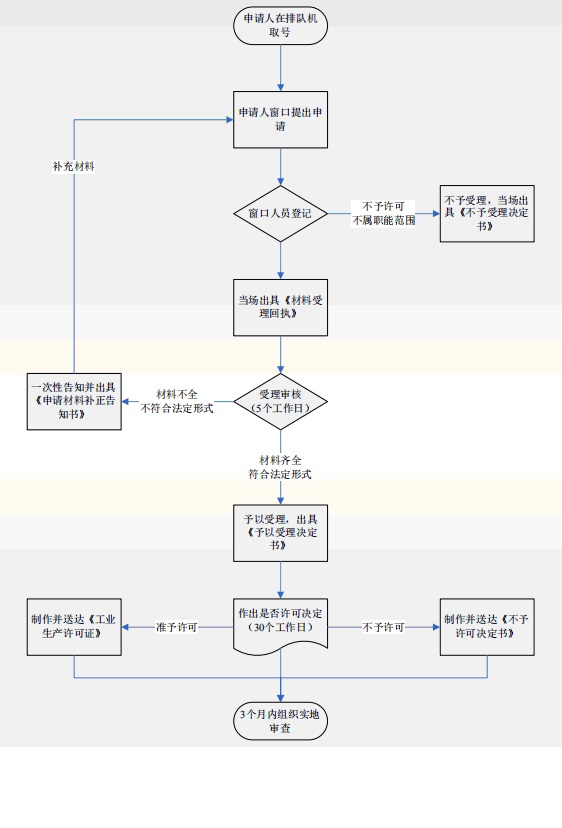 申请人在排队机
取号
申请人窗口提出申
请
补充材料
窗口人员登记
不予许可
不属职能范围
不予受理，当场出
具《不予受理决定
书》
当场出具《材料受
理回执》
一次性告知并出具
《申请材料补正告
知书》
材料不全
不符合法定形式
受理审核
（5个工作日）
材料齐全
符合法定形式
予以受理，出具
《予以受理决定
书》
制作并送达《工业
生产许可证》
准予许可
作出是否许可决定
（30个工作日）
不予许可
制作并送达《不予
许可决定书》
3个月内组织实地
审查